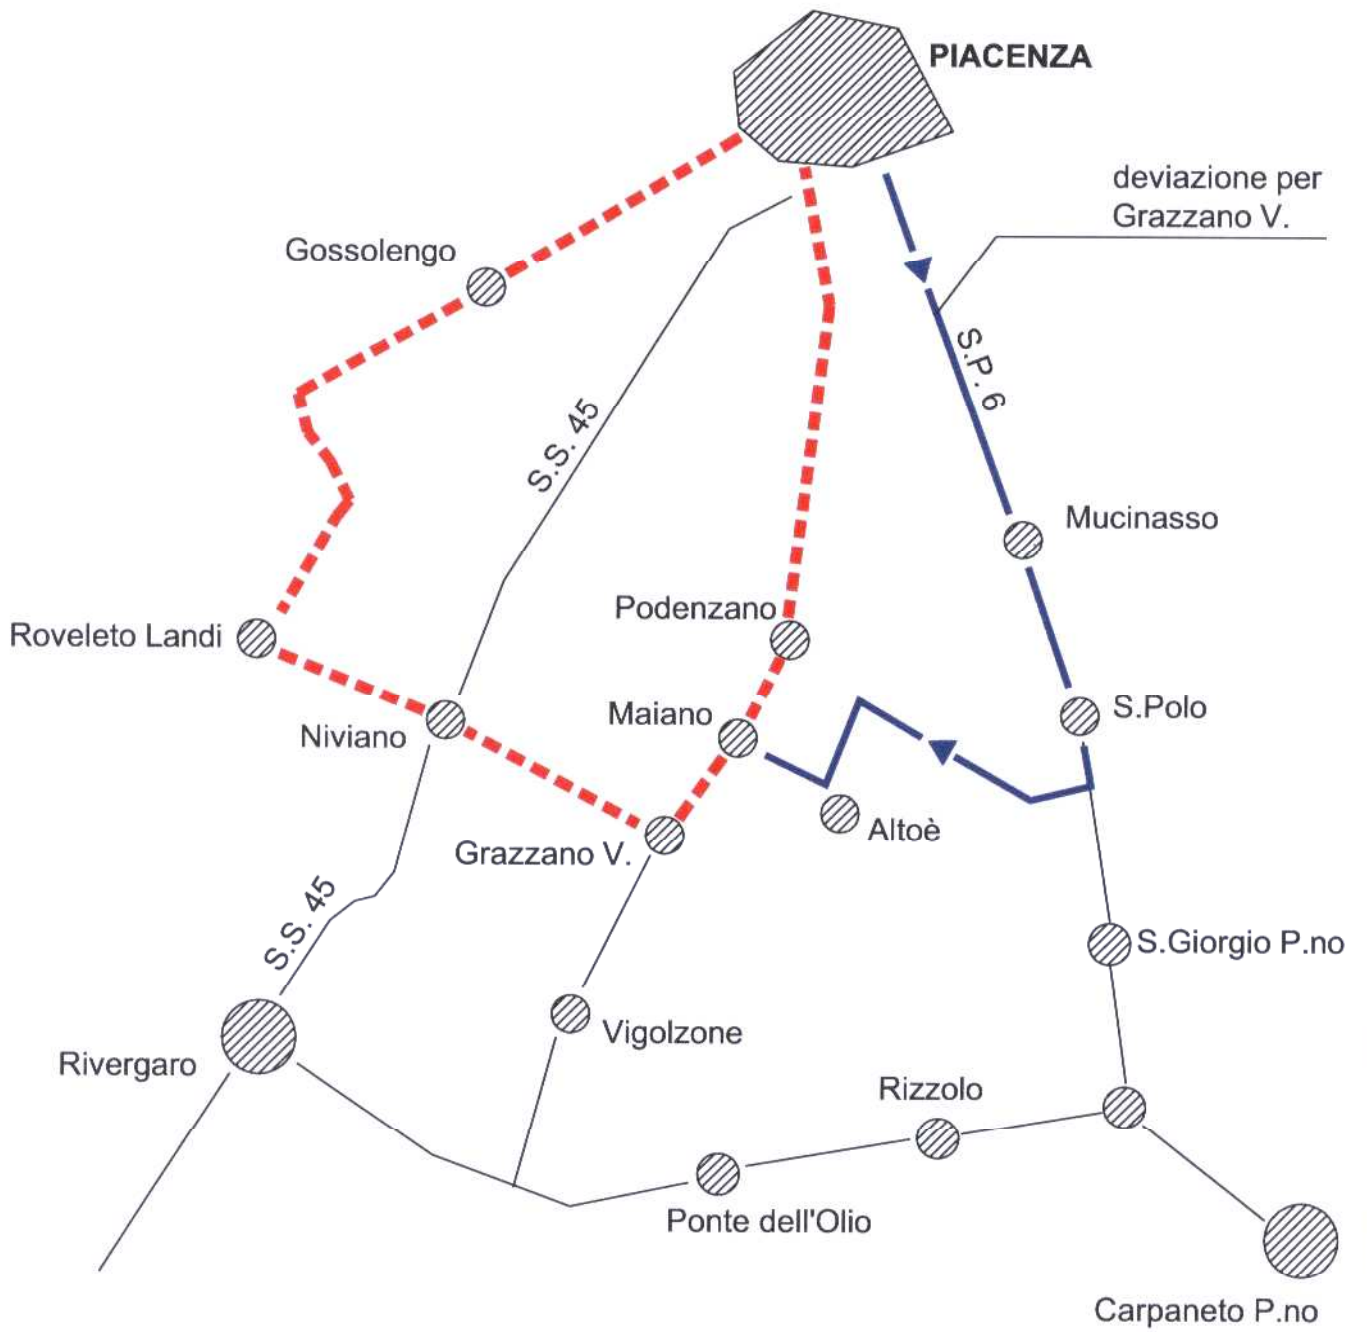 PIACENZA
deviazione per
Grazzano V.
Gossolengo
S.P. 6
S.S. 45
Mucinasso
Podenzano
Roveleto Landi
S.Polo
Maiano
Niviano
Altoè
Grazzano V.
S.S. 45
S.Giorgio P.no
Vigolzone
Rivergaro
Rizzolo
Ponte dell'Olio
Carpaneto P.no